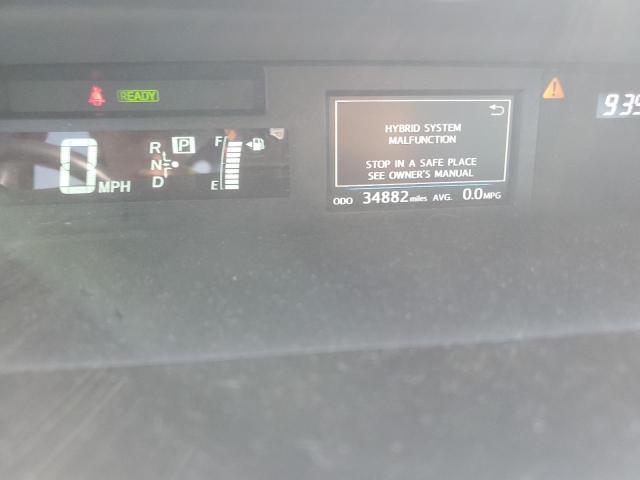 READY
0 MPH
R P
N
D
F
E
HYBRID SYSTEM
MALFUNCTION
STOP IN A SAFE PLACE
SEE OWNER'S MANUAL
ODO 34882 miles AVG. 0.0 MPG